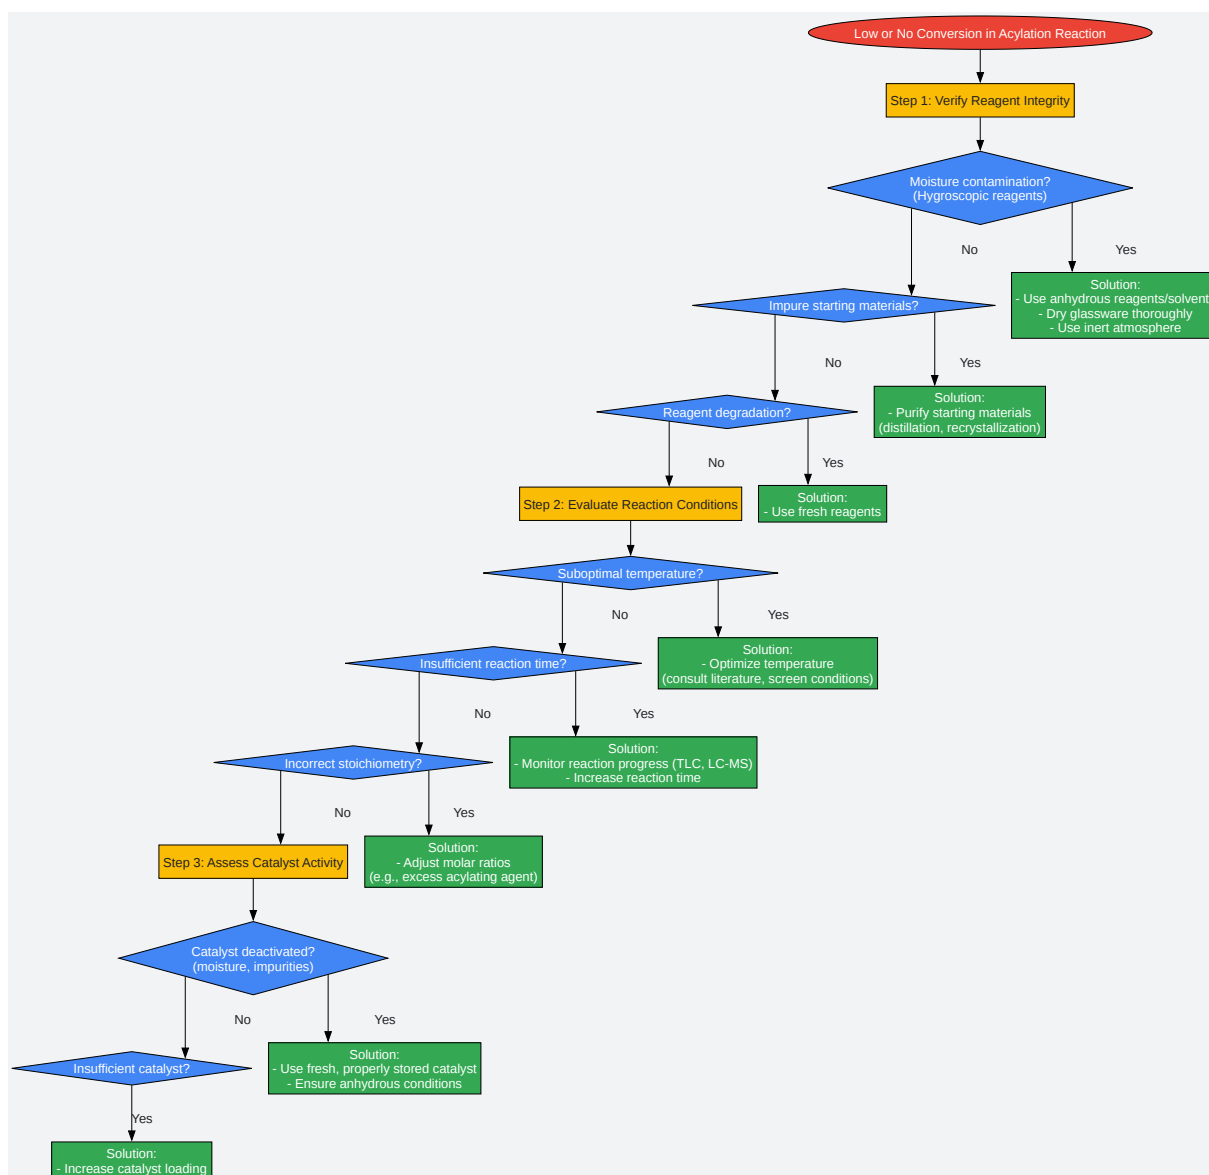 Low or No Conversion in Acylation Reaction
Step 1: Verify Reagent Integrity
Moisture contamination?
(Hygroscopic reagents)
No
Yes
Solution:
- Use anhydrous reagents/solvent
- Dry glassware thoroughly
- Use inert atmosphere
Impure starting materials?
No
Yes
Solution:
- Purify starting materials
(distillation, recrystallization)
Reagent degradation?
No
Yes
Solution:
- Use fresh reagents
Step 2: Evaluate Reaction Conditions
Suboptimal temperature?
No
Yes
Solution:
- Optimize temperature
(consult literature, screen conditions)
Insufficient reaction time?
No
Yes
Solution:
- Monitor reaction progress (TLC, LC-MS)
- Increase reaction time
Incorrect stoichiometry?
No
Yes
Solution:
- Adjust molar ratios
(e.g., excess acylating agent)
Step 3: Assess Catalyst Activity
Catalyst deactivated?
(moisture, impurities)
No
Yes
Solution:
- Use fresh, properly stored catalyst
- Ensure anhydrous conditions
Insufficient catalyst?
Yes
Solution:
- Increase catalyst loading